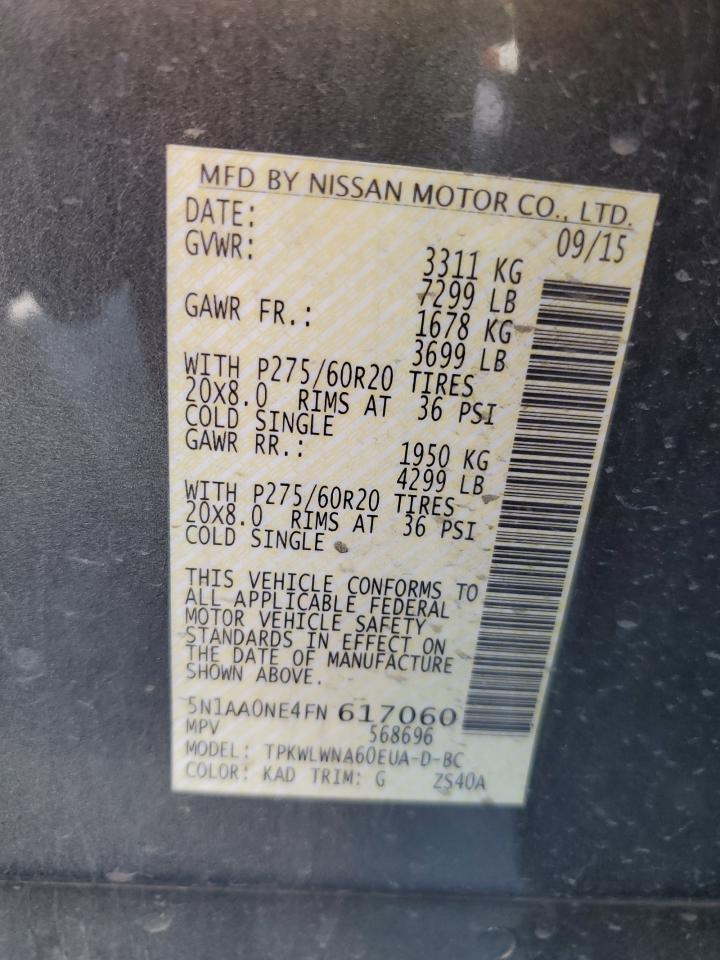 MFD BY NISSAN MOTOR CO., LTD.
DATE: 09/15
GVWR: 3311 KG
7299 LB
GAWR FR.: 1678 KG
3699 LB
WITH P275/60R20 TIRES
20X8.0 RIMS AT 36 PSI
COLD SINGLE
GAWR RR.: 1950 KG
4299 LB
WITH P275/60R20 TIRES
20X8.0 RIMS AT 36 PSI
COLD SINGLE
THIS VEHICLE CONFORMS TO
ALL APPLICABLE FEDERAL
MOTOR VEHICLE SAFETY
STANDARDS IN EFFECT ON
THE DATE OF MANUFACTURE
SHOWN ABOVE.
5N1AA0NE4FN 617060
MPV 568696
MODEL: TPKWLWNA60EUA-D-BC
COLOR: KAD TRIM: G ZS40A